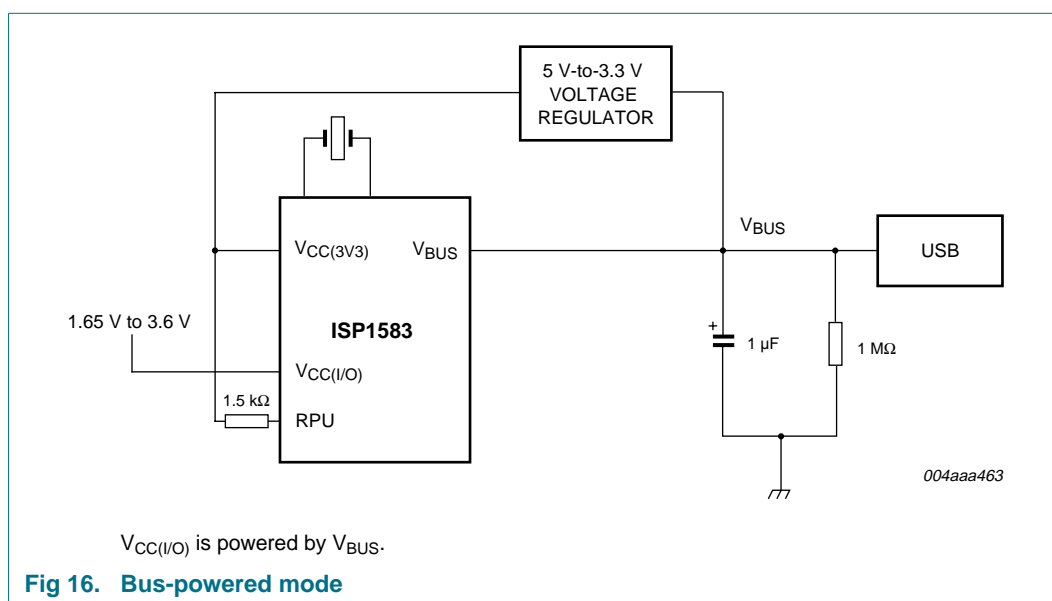 5 V-to-3.3 V
VOLTAGE
REGULATOR
VCC(3V3)
VBUS
VBUS
USB
1.65 V to 3.6 V
ISP1583
+
1 µF
1 MΩ
VCC(I/O)
1.5 kΩ
RPU
004aaa463
VCC(I/O) is powered by VBUS.
Fig 16. Bus-powered mode